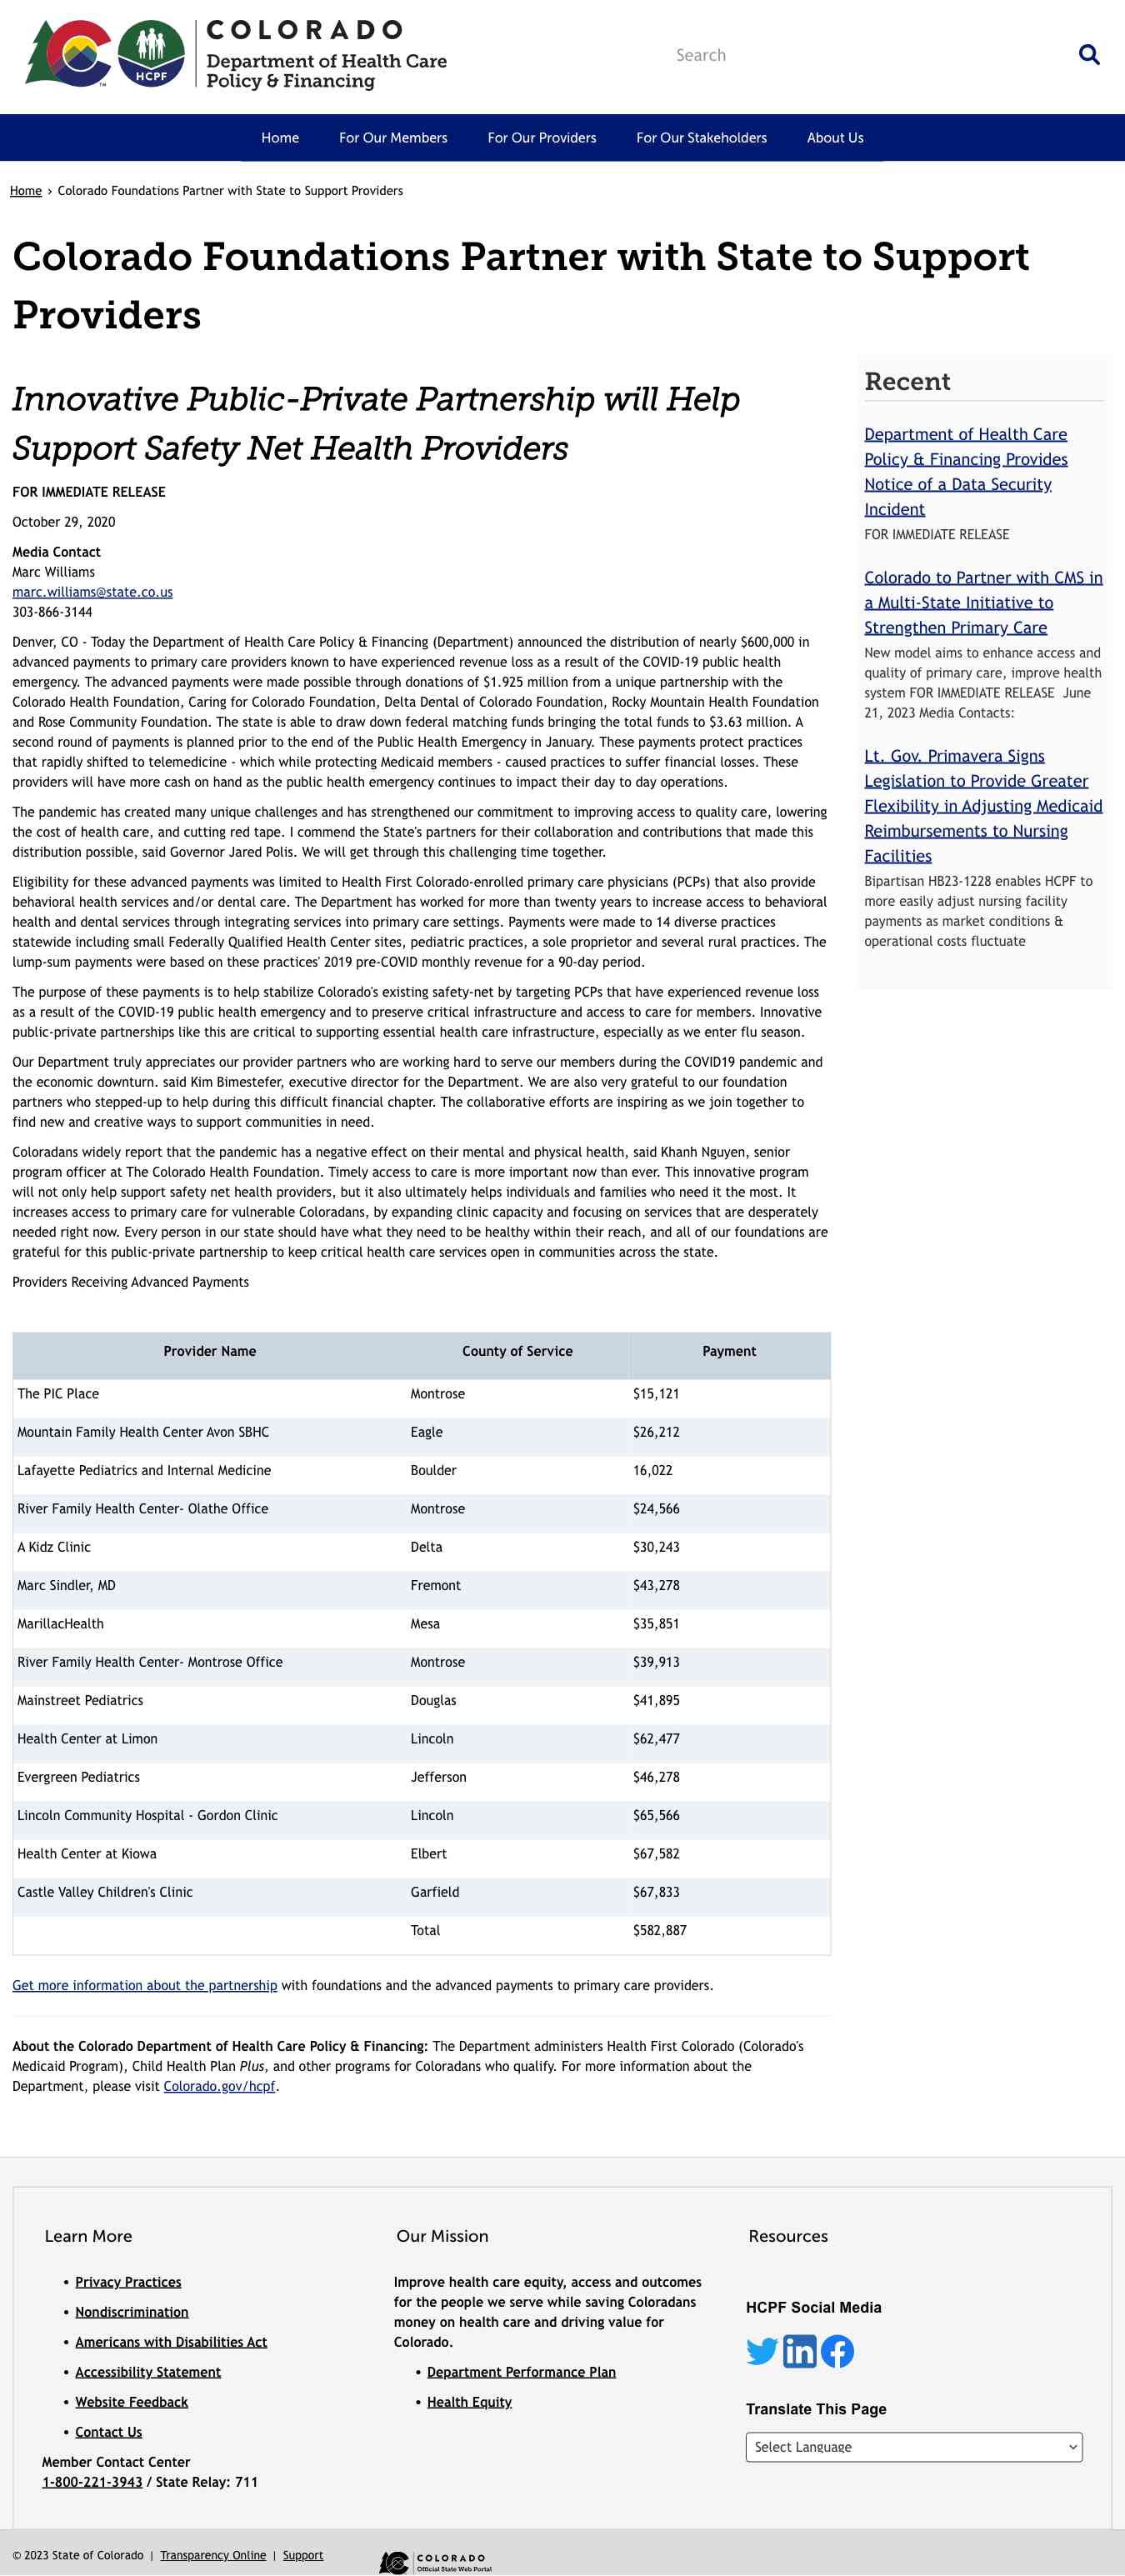 COLORADO
Department of Health Care
Policy & Financing
HCPF
TM
Search
Home For Our Members For Our Providers For Our Stakeholders About Us
Home › Colorado Foundations Partner with State to Support Providers
Colorado Foundations Partner with State to Support
Providers
Innovative Public-Private Partnership will Help
Support Safety Net Health Providers
FOR IMMEDIATE RELEASE
October 29, 2020
Media Contact
Marc Williams
marc.williams@state.co.us
303-866-3144
Denver, CO - Today the Department of Health Care Policy & Financing (Department) announced the distribution of nearly $600,000 in
advanced payments to primary care providers known to have experienced revenue loss as a result of the COVID-19 public health
emergency. The advanced payments were made possible through donations of $1.925 million from a unique partnership with the
Colorado Health Foundation, Caring for Colorado Foundation, Delta Dental of Colorado Foundation, Rocky Mountain Health Foundation
and Rose Community Foundation. The state is able to draw down federal matching funds bringing the total funds to $3.63 million. A
second round of payments is planned prior to the end of the Public Health Emergency in January. These payments protect practices
that rapidly shifted to telemedicine - which while protecting Medicaid members - caused practices to suffer financial losses. These
providers will have more cash on hand as the public health emergency continues to impact their day to day operations.
The pandemic has created many unique challenges and has strengthened our commitment to improving access to quality care, lowering
the cost of health care, and cutting red tape. I commend the State's partners for their collaboration and contributions that made this
distribution possible, said Governor Jared Polis. We will get through this challenging time together.
Eligibility for these advanced payments was limited to Health First Colorado-enrolled primary care physicians (PCPs) that also provide
behavioral health services and/or dental care. The Department has worked for more than twenty years to increase access to behavioral
health and dental services through integrating services into primary care settings. Payments were made to 14 diverse practices
statewide including small Federally Qualified Health Center sites, pediatric practices, a sole proprietor and several rural practices. The
lump-sum payments were based on these practices' 2019 pre-COVID monthly revenue for a 90-day period.
The purpose of these payments is to help stabilize Colorado's existing safety-net by targeting PCPs that have experienced revenue loss
as a result of the COVID-19 public health emergency and to preserve critical infrastructure and access to care for members. Innovative
public-private partnerships like this are critical to supporting essential health care infrastructure, especially as we enter flu season.
Our Department truly appreciates our provider partners who are working hard to serve our members during the COVID19 pandemic and
the economic downturn. said Kim Bimestefer, executive director for the Department. We are also very grateful to our foundation
partners who stepped-up to help during this difficult financial chapter. The collaborative efforts are inspiring as we join together to
find new and creative ways to support communities in need.
Coloradans widely report that the pandemic has a negative effect on their mental and physical health, said Khanh Nguyen, senior
program officer at The Colorado Health Foundation. Timely access to care is more important now than ever. This innovative program
will not only help support safety net health providers, but it also ultimately helps individuals and families who need it the most. It
increases access to primary care for vulnerable Coloradans, by expanding clinic capacity and focusing on services that are desperately
needed right now. Every person in our state should have what they need to be healthy within their reach, and all of our foundations are
grateful for this public-private partnership to keep critical health care services open in communities across the state.
Providers Receiving Advanced Payments
Provider Name County of Service Payment
The PIC Place Montrose $15,121
Mountain Family Health Center Avon SBHC Eagle $26,212
Lafayette Pediatrics and Internal Medicine Boulder 16,022
River Family Health Center- Olathe Office Montrose $24,566
A Kidz Clinic Delta $30,243
Marc Sindler, MD Fremont $43,278
MarillacHealth Mesa $35,851
River Family Health Center- Montrose Office Montrose $39,913
Mainstreet Pediatrics Douglas $41,895
Health Center at Limon Lincoln $62,477
Evergreen Pediatrics Jefferson $46,278
Lincoln Community Hospital - Gordon Clinic Lincoln $65,566
Health Center at Kiowa Elbert $67,582
Castle Valley Children's Clinic Garfield $67,833
Total $582,887
Get more information about the partnership with foundations and the advanced payments to primary care providers.
About the Colorado Department of Health Care Policy & Financing: The Department administers Health First Colorado (Colorado's
Medicaid Program), Child Health Plan Plus, and other programs for Coloradans who qualify. For more information about the
Department, please visit Colorado.gov/hcpf.
Recent
Department of Health Care
Policy & Financing Provides
Notice of a Data Security
Incident
FOR IMMEDIATE RELEASE
Colorado to Partner with CMS in
a Multi-State Initiative to
Strengthen Primary Care
New model aims to enhance access and
quality of primary care, improve health
system FOR IMMEDIATE RELEASE June
21, 2023 Media Contacts:
Lt. Gov. Primavera Signs
Legislation to Provide Greater
Flexibility in Adjusting Medicaid
Reimbursements to Nursing
Facilities
Bipartisan HB23-1228 enables HCPF to
more easily adjust nursing facility
payments as market conditions &
operational costs fluctuate
Learn More
• Privacy Practices
• Nondiscrimination
• Americans with Disabilities Act
• Accessibility Statement
• Website Feedback
• Contact Us
Member Contact Center
1-800-221-3943 / State Relay: 711
Our Mission
Improve health care equity, access and outcomes
for the people we serve while saving Coloradans
money on health care and driving value for
Colorado.
• Department Performance Plan
• Health Equity
Resources
HCPF Social Media
Translate This Page
Select Language
© 2023 State of Colorado | Transparency Online | Support
COLORADO
Official State Web Portal